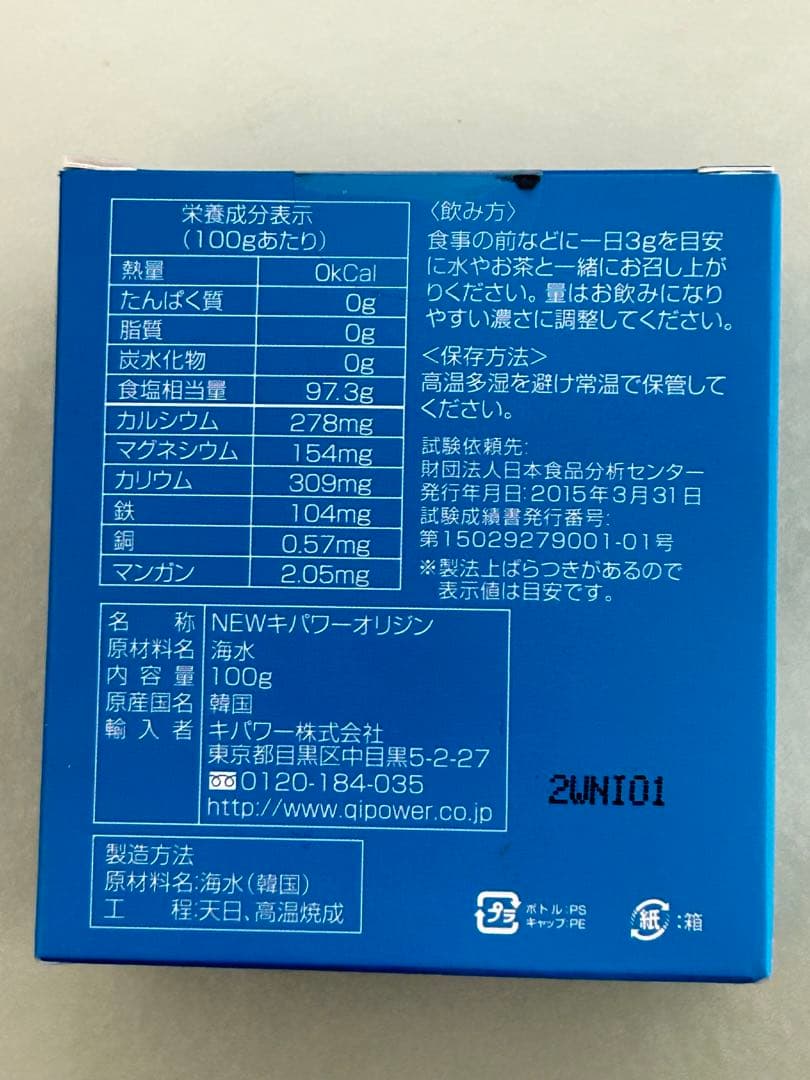 栄養成分表示
(100gあたり)
熱量 0kCal
たんぱく質 0g
脂質 0g
炭水化物 0g
食塩相当量 97.3g
カルシウム 278mg
マグネシウム 154mg
カリウム 309mg
鉄 104mg
銅 0.57mg
マンガン 2.05mg
〈飲み方〉
食事の前などに一日3gを目安
に水やお茶と一緒にお召し上が
りください。量はお飲みになり
やすい濃さに調整してください。
＜保存方法＞
高温多湿を避け常温で保管して
ください。
試験依頼先:
財団法人日本食品分析センター
発行年月日:2015年3月31日
試験成績書発行番号:
第15029279001-01号
※製法上ばらつきがあるので
表示値は目安です。
名称 NEWキパワーオリジン
原材料名 海水
内容量 100g
原産国名 韓国
輸入者 キパワー株式会社
東京都目黒区中目黒5-2-27
0120-184-035
http://www.qipower.co.jp
2WNI01
製造方法
原材料名:海水(韓国)
工程:天日、高温焼成
プラ
ボトル:PS
キャップ:PE
紙:箱